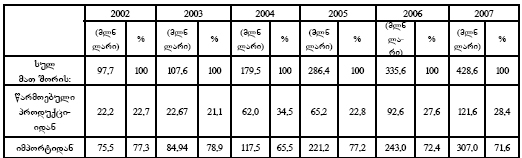 2002 2003 2004 2005 2006 2007
(მლნ ლარი) % (მლნ ლარი) % (მლნ ლარი) % (მლნ ლარი) % (მლნ ლა-რი) % (მლნ ლარი) %
სულ
მათ შორის: 97,7 100 107,6 100 179,5 100 286,4 100 335,6 100 428,6 100
წარმოებული
პროდუქცი-
იდან 22,2 22,7 22,67 21,1 62,0 34,5 65,2 22,8 92,6 27,6 121,6 28,4
იმპორტიდან 75,5 77,3 84,94 78,9 117,5 65,5 221,2 77,2 243,0 72,4 307,0 71,6